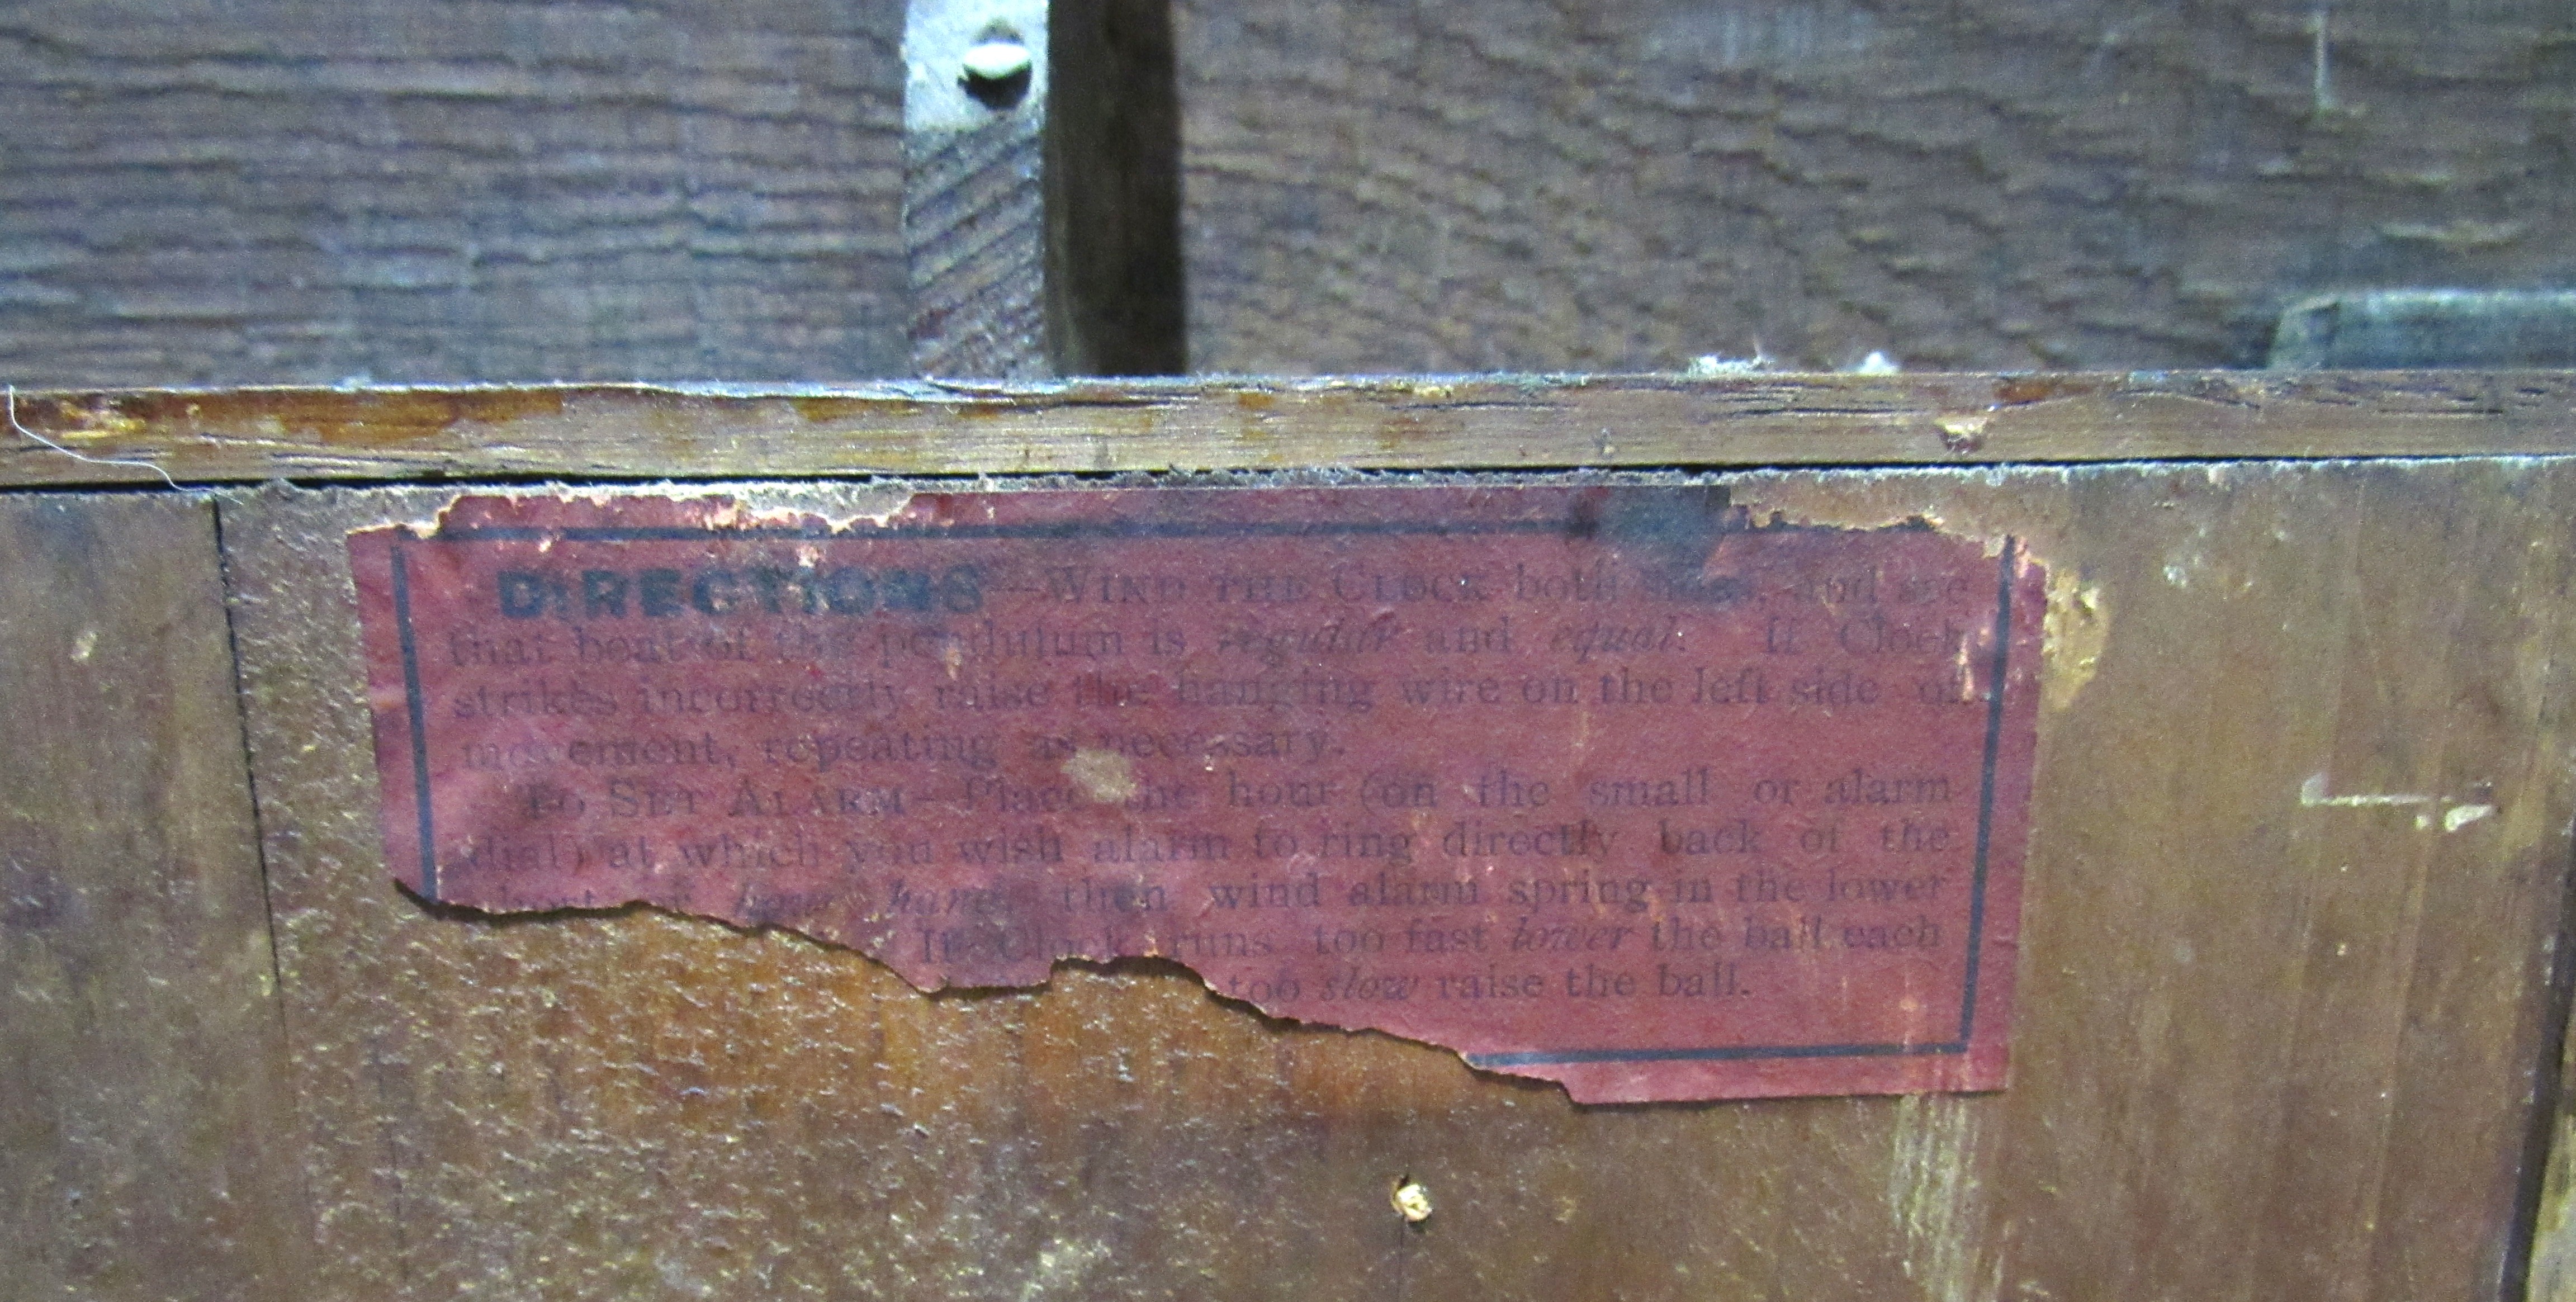 DIRECTIONS—WIND THE CLOCK both and see
that beat of the pendulum is regular and equal. If Clock
strikes incorrectly raise the hanging wire on the left side of
movement, repeating as necessary.
To SET ALARM—Place the hour (on the small or alarm
dial) at which you wish alarm to ring directly back of the
hour hand, then wind alarm spring in the lower
If Clock runs too fast lower the ball each
too slow raise the ball.